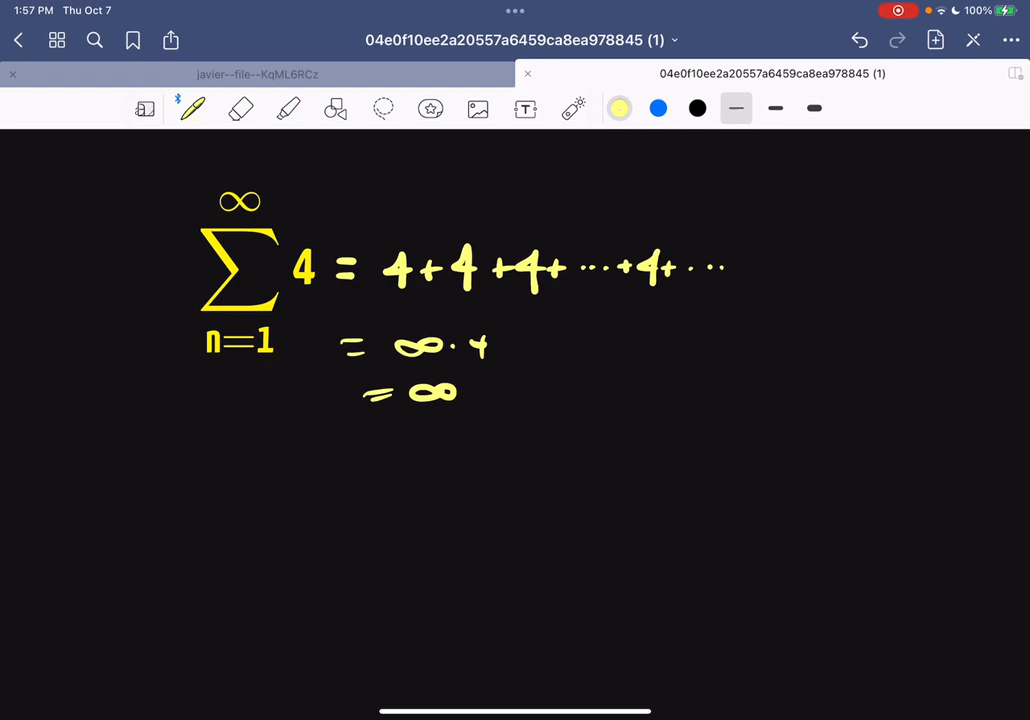 1:57 PM Thu Oct 7
100%
04e0f10ee2a20557a6459ca8ea978845 (1)
javier--file--KqML6RCz
04e0f10ee2a20557a6459ca8ea978845 (1)
∞
∑ 4 = 4+4+4+ ... +4+ ...
n=1
= ∞ · 4
= ∞